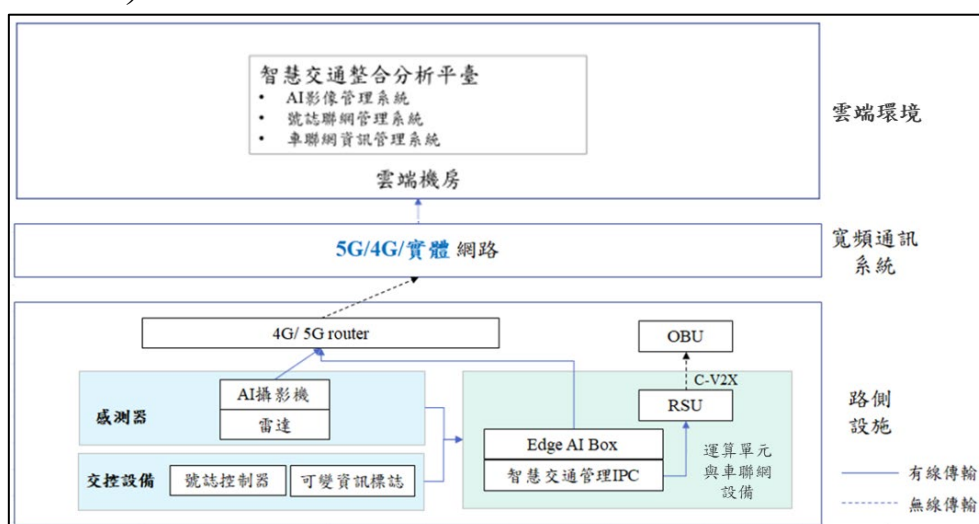 智慧交通整合分析平臺
• AI影像管理系統
• 號誌聯網管理系統
• 車聯網資訊管理系統
雲端機房
雲端環境
5G/4G/實體 網路
寬頻通訊
系統
4G/ 5G router
OBU
C-V2X
RSU
感測器
AI攝影機
雷達
交控設備
號誌控制器
可變資訊標誌
Edge AI Box
智慧交通管理IPC
運算單元
與車聯網
設備
路側
設施
有線傳輸
無線傳輸